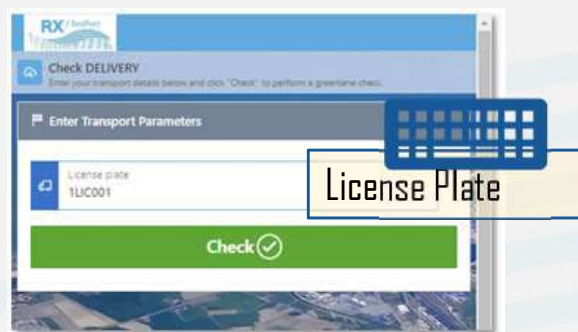 RX/SeaPort
Check DELIVERY
Enter your transport details below and click "Check" to perform a greenlane check.
Enter Transport Parameters
License plate
1LIC001
License Plate
Check